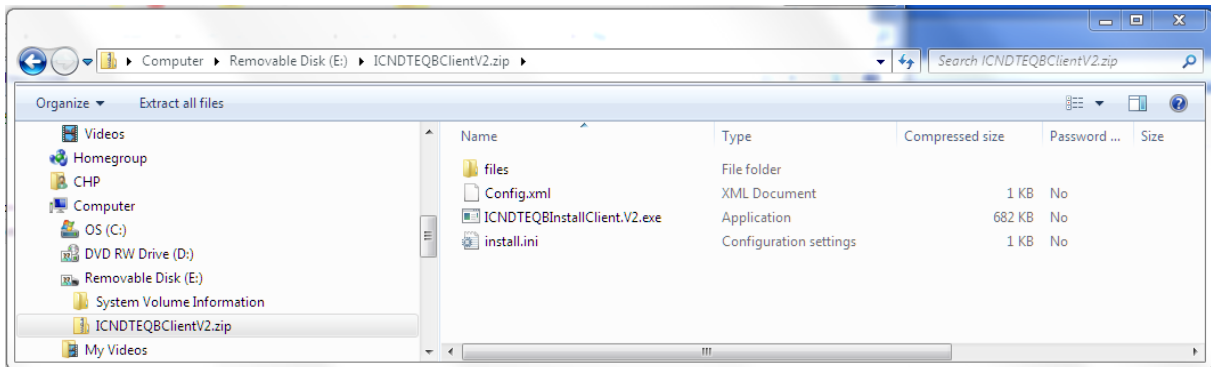 Computer Removable Disk (E:) ICNDTEQBClientV2.zip
Search ICNDTEQBClientV2.zip
Organize Extract all files
Videos
Homegroup
CHP
Computer
OS (C:)
DVD RW Drive (D:)
Removable Disk (E:)
System Volume Information
ICNDTEQBClientV2.zip
My Videos
Name Type Compressed size Password ... Size
files File folder
Config.xml XML Document 1 KB No
ICNDTEQBInstallClient.V2.exe Application 682 KB No
install.ini Configuration settings 1 KB No